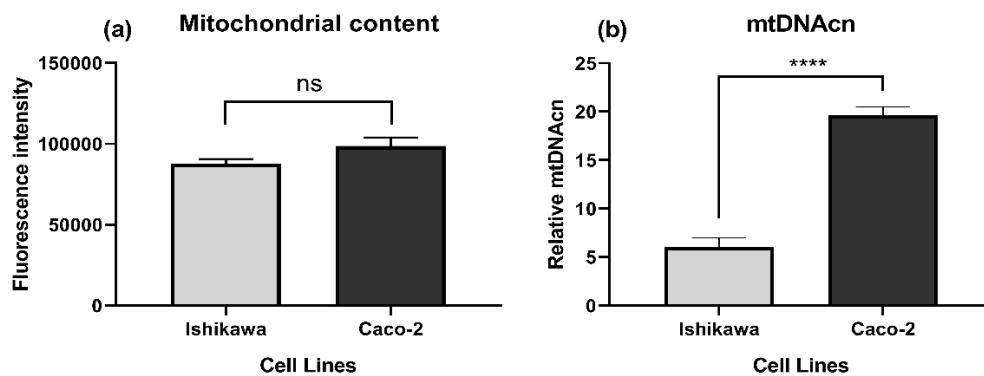 (a) Mitochondrial content
Fluorescence intensity
150000
100000
50000
0
ns
Ishikawa Caco-2
Cell Lines
(b) mtDNAcn
Relative mtDNAcn
25
20
15
10
5
0
****
Ishikawa Caco-2
Cell Lines